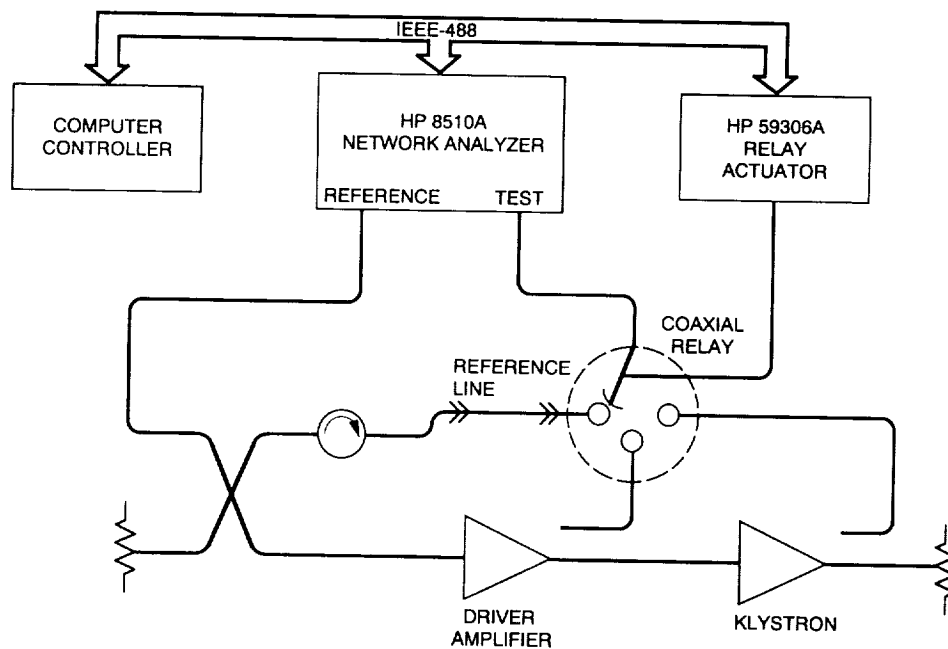 IEEE-488
COMPUTER
CONTROLLER
HP 8510A
NETWORK ANALYZER
REFERENCE TEST
HP 59306A
RELAY
ACTUATOR
COAXIAL
RELAY
REFERENCE
LINE
DRIVER
AMPLIFIER
KLYSTRON